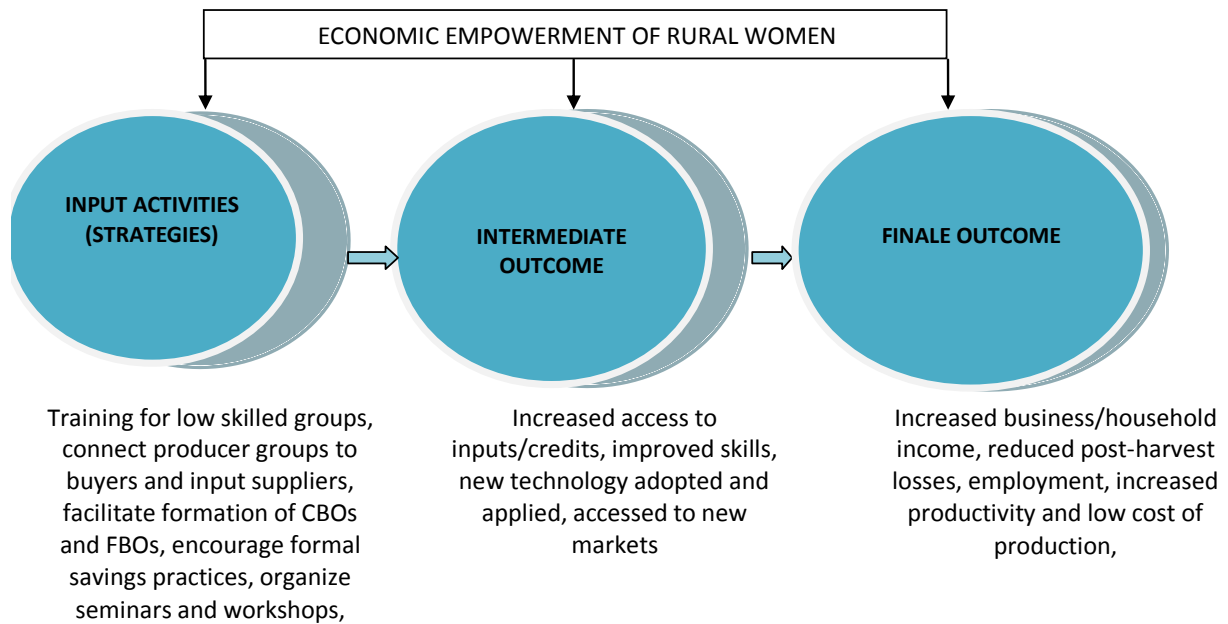 ECONOMIC EMPOWERMENT OF RURAL WOMEN
INPUT ACTIVITIES
(STRATEGIES)
INTERMEDIATE
OUTCOME
FINALE OUTCOME
Training for low skilled groups,
connect producer groups to
buyers and input suppliers,
facilitate formation of CBOs
and FBOs, encourage formal
savings practices, organize
seminars and workshops,
Increased access to
inputs/credits, improved skills,
new technology adopted and
applied, accessed to new
markets
Increased business/household
income, reduced post-harvest
losses, employment, increased
productivity and low cost of
production,